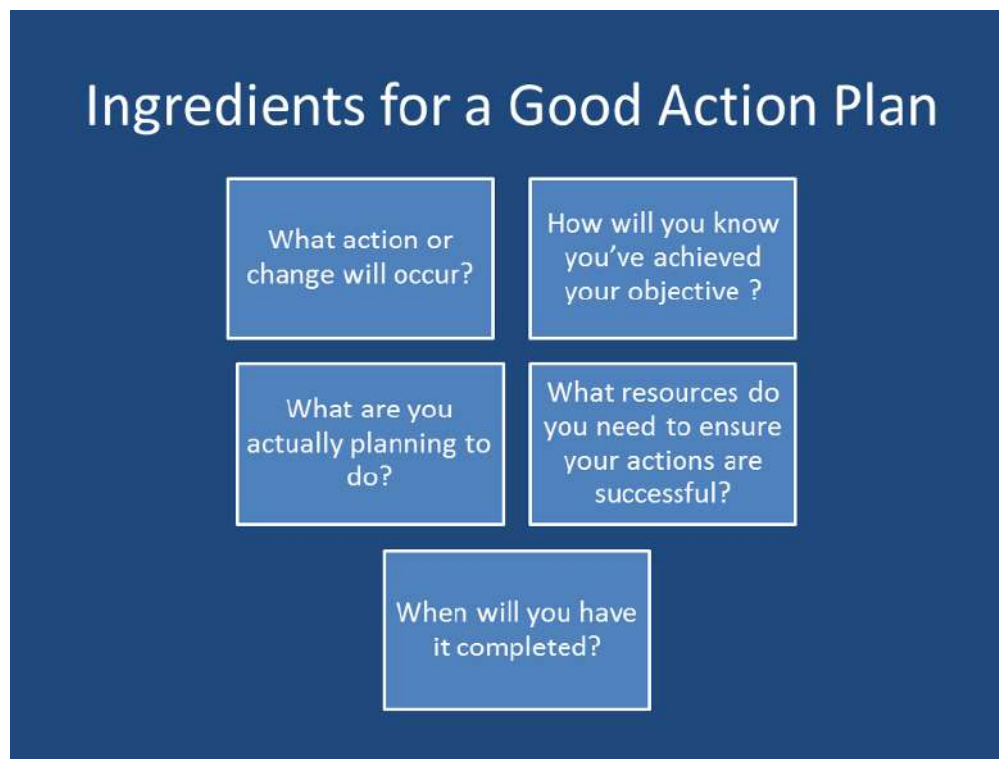 Ingredients for a Good Action Plan
What action or
change will occur?
How will you know
you’ve achieved
your objective ?
What are you
actually planning to
do?
What resources do
you need to ensure
your actions are
successful?
When will you have
it completed?